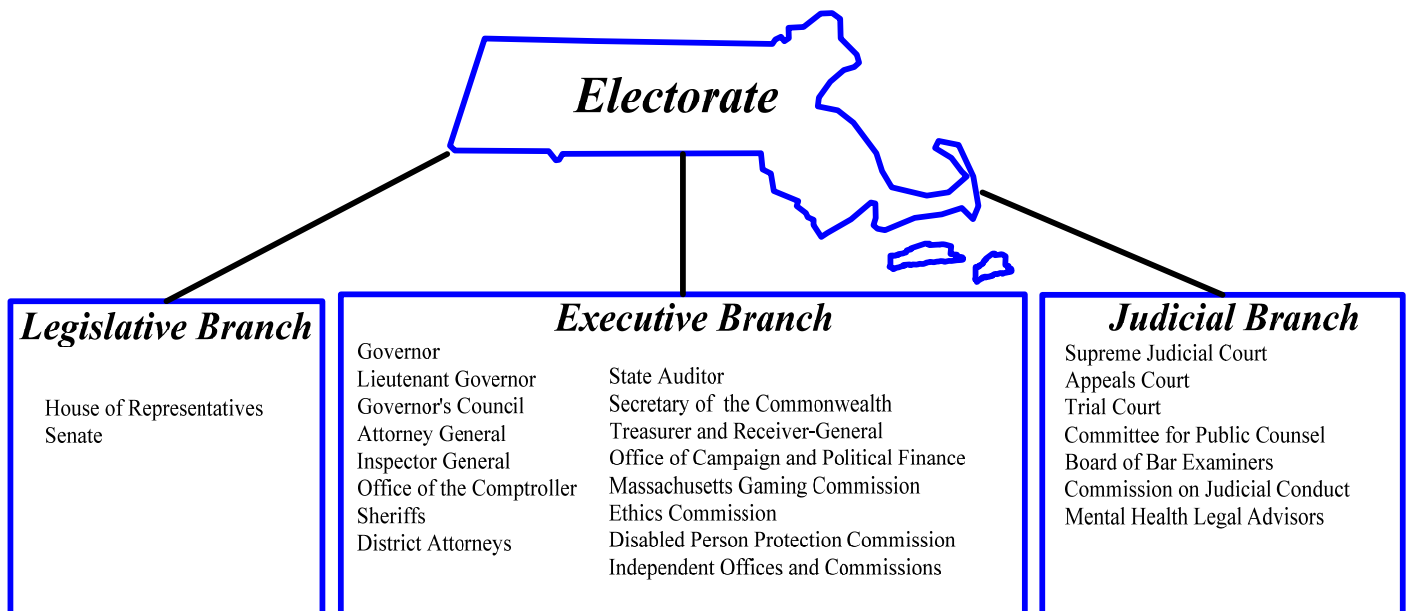 Electorate
Legislative Branch
House of Representatives
Senate
Executive Branch
Governor
Lieutenant Governor
Governor's Council
Attorney General
Inspector General
Office of the Comptroller
Sheriffs
District Attorneys
State Auditor
Secretary of the Commonwealth
Treasurer and Receiver-General
Office of Campaign and Political Finance
Massachusetts Gaming Commission
Ethics Commission
Disabled Person Protection Commission
Independent Offices and Commissions
Judicial Branch
Supreme Judicial Court
Appeals Court
Trial Court
Committee for Public Counsel
Board of Bar Examiners
Commission on Judicial Conduct
Mental Health Legal Advisors